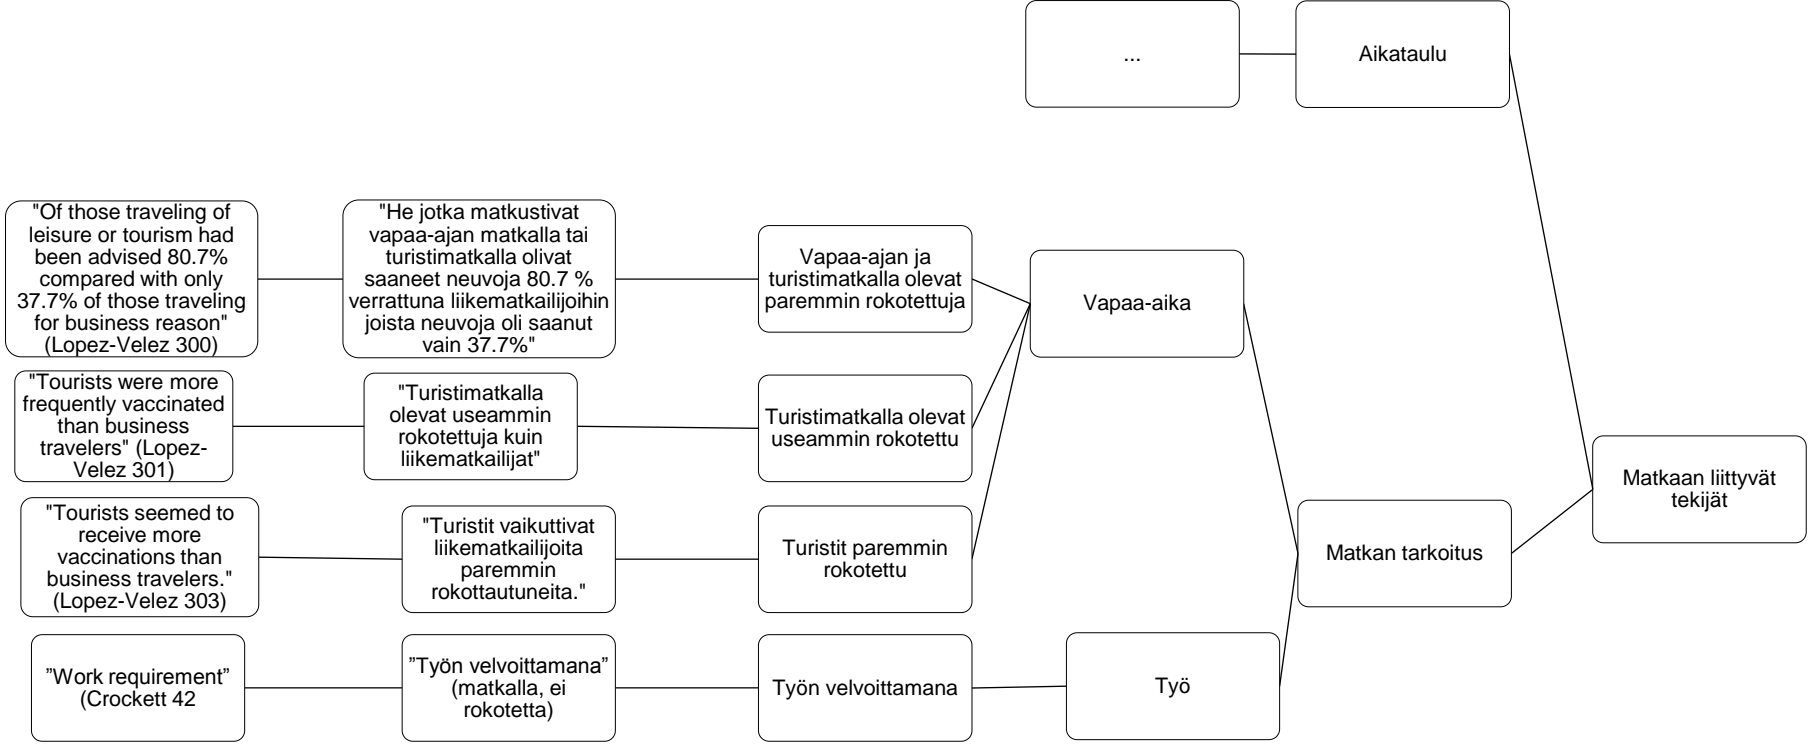 ...
Aikataulu
"Of those traveling of
leisure or tourism had
been advised 80.7%
compared with only
37.7% of those traveling
for business reason"
(Lopez-Velez 300)
"He jotka matkustivat
vapaa-ajan matkalla tai
turistimatkalla olivat
saaneet neuvoja 80.7 %
verrattuna liikematkailijoihin
joista neuvoja oli saanut
vain 37.7%"
Vapaa-ajan ja
turistimatkalla olevat
paremmin rokotettuja
Vapaa-aika
"Tourists were more
frequently vaccinated
than business
travelers" (Lopez-
Velez 301)
"Turistimatkalla
olevat useammin
rokotettuja kuin
liikematkailijat"
Turistimatkalla olevat
useammin rokotettu
Matkaan liittyvät
tekijät
"Tourists seemed to
receive more
vaccinations than
business travelers."
(Lopez-Velez 303)
"Turistit vaikuttivat
liikematkailijoita
paremmin
rokottautuneita."
Turistit paremmin
rokotettu
Matkan tarkoitus
”Work requirement”
(Crockett 42
”Työn velvoittamana”
(matkalla, ei
rokotetta)
Työn velvoittamana
Työ